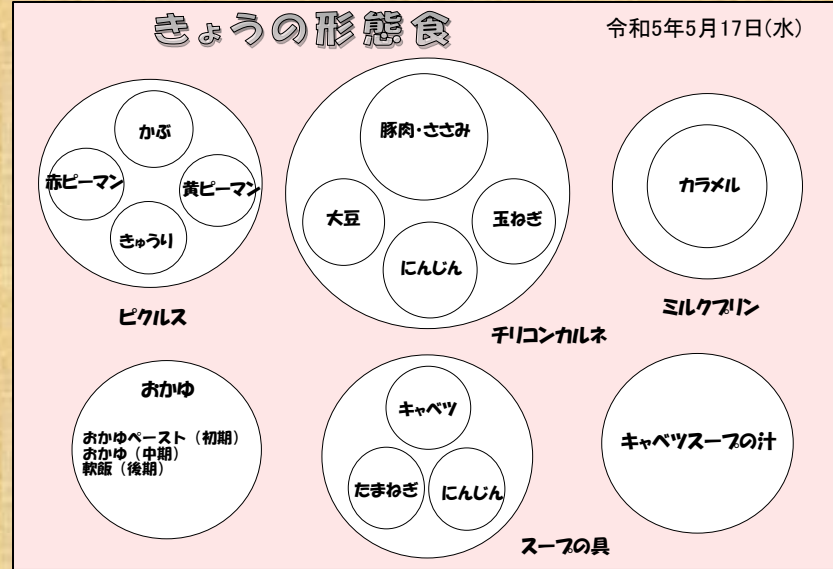 きょうの形態食
令和5年5月17日(水)
かぶ
赤ピーマン
黄ピーマン
きゅうり
ピクルス
豚肉・ささみ
大豆
玉ねぎ
にんじん
チリコンカルネ
カラメル
ミルクプリン
おかゆ
おかゆペースト（初期）
おかゆ（中期）
軟飯（後期）
キャベツ
たまねぎ
にんじん
スープの具
キャベツスープの汁